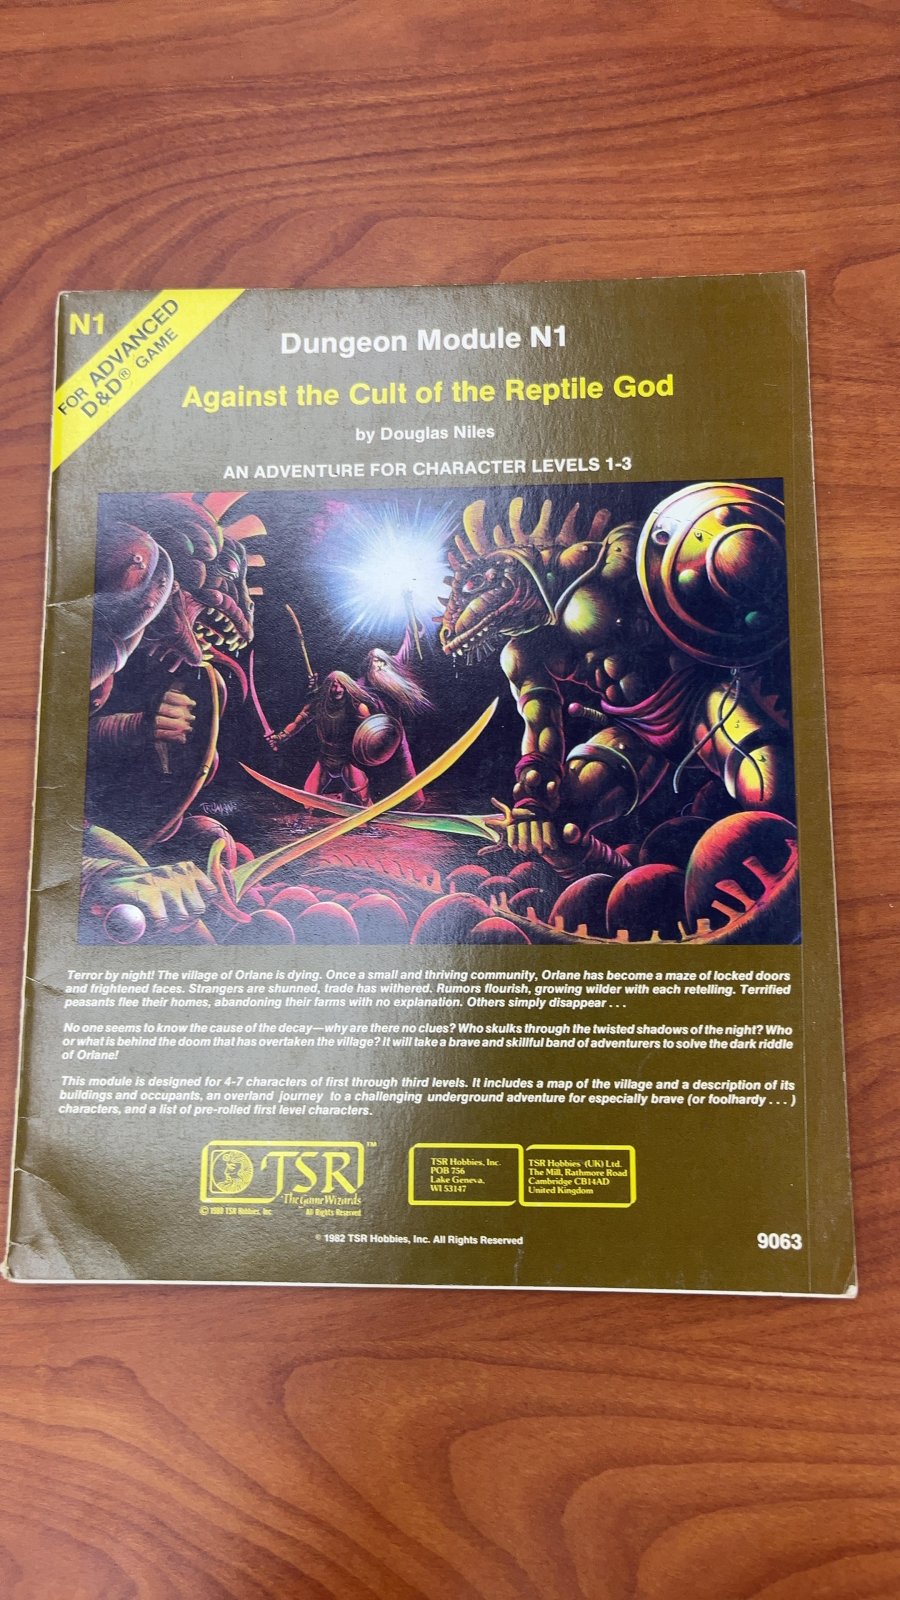 N1
FOR ADVANCED
D&D® GAME
Dungeon Module N1
Against the Cult of the Reptile God
by Douglas Niles
AN ADVENTURE FOR CHARACTER LEVELS 1-3
Terror by night! The village of Orlane is dying. Once a small and thriving community, Orlane has become a maze of locked doors
and frightened faces. Strangers are shunned, trade has withered. Rumors flourish, growing wilder with each retelling. Terrified
peasants flee their homes, abandoning their farms with no explanation. Others simply disappear . . .
No one seems to know the cause of the decay—why are there no clues? Who skulks through the twisted shadows of the night? Who
or what is behind the doom that has overtaken the village? It will take a brave and skillful band of adventurers to solve the dark riddle
of Orlane!
This module is designed for 4-7 characters of first through third levels. It includes a map of the village and a description of its
buildings and occupants, an overland journey to a challenging underground adventure for especially brave (or foolhardy . . . )
characters, and a list of pre-rolled first level characters.
TSR™
The Game Wizards
© 1980 TSR Hobbies, Inc. All Rights Reserved
TSR Hobbies, Inc.
POB 756
Lake Geneva,
WI 53147
TSR Hobbies (UK) Ltd.
The Mill, Rathmore Road
Cambridge CB14AD
United Kingdom
© 1982 TSR Hobbies, Inc. All Rights Reserved
9063